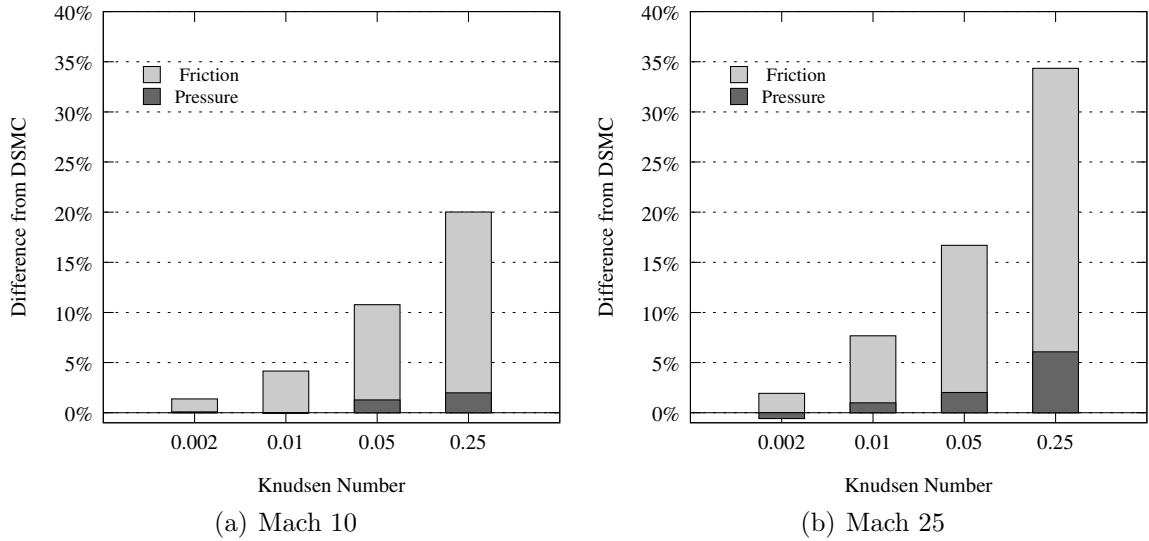 40%
35%
30%
25%
20%
15%
10%
5%
0%
Difference from DSMC
Friction
Pressure
0.002 0.01 0.05 0.25
Knudsen Number
(a) Mach 10
40%
35%
30%
25%
20%
15%
10%
5%
0%
Difference from DSMC
Friction
Pressure
0.002 0.01 0.05 0.25
Knudsen Number
(b) Mach 25